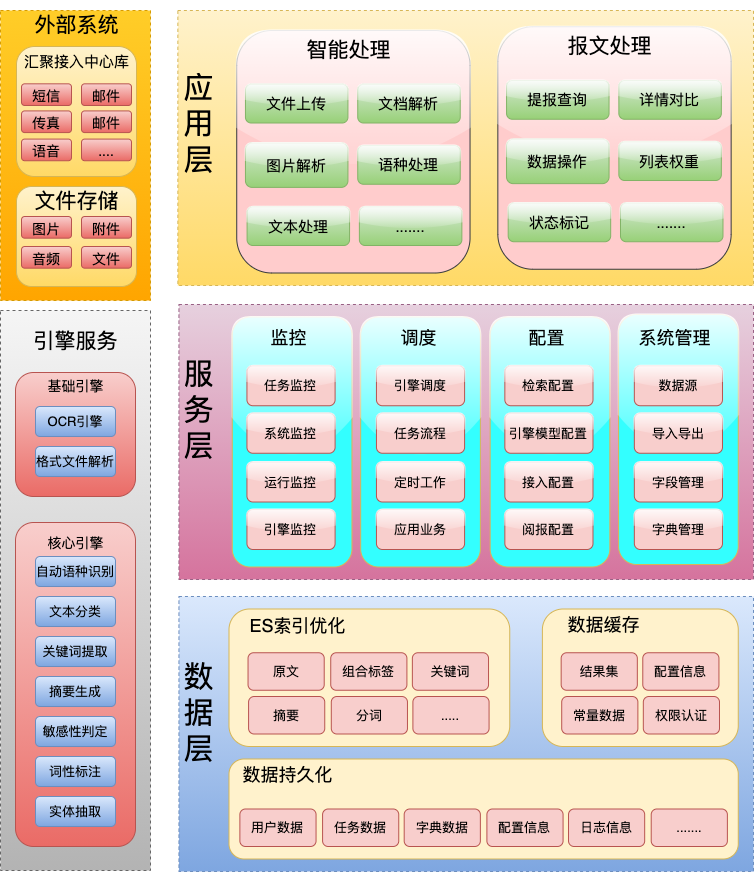 外部系统
汇聚接入中心库
短信
邮件
传真
邮件
语音
....
文件存储
图片
附件
音频
文件
引擎服务
基础引擎
OCR引擎
格式文件解析
核心引擎
自动语种识别
文本分类
关键词提取
摘要生成
敏感性判定
词性标注
实体抽取
应用层
智能处理
文件上传
文档解析
图片解析
语种处理
文本处理
.......
报文处理
提报查询
详情对比
数据操作
列表权重
状态标记
.......
服务层
监控
任务监控
系统监控
运行监控
引擎监控
调度
引擎调度
任务流程
定时工作
应用业务
配置
检索配置
引擎模型配置
接入配置
阅报配置
系统管理
数据源
导入导出
字段管理
字典管理
数据层
ES索引优化
原文
组合标签
关键词
摘要
分词
.....
数据缓存
结果集
配置信息
常量数据
权限认证
数据持久化
用户数据
任务数据
字典数据
配置信息
日志信息
.......